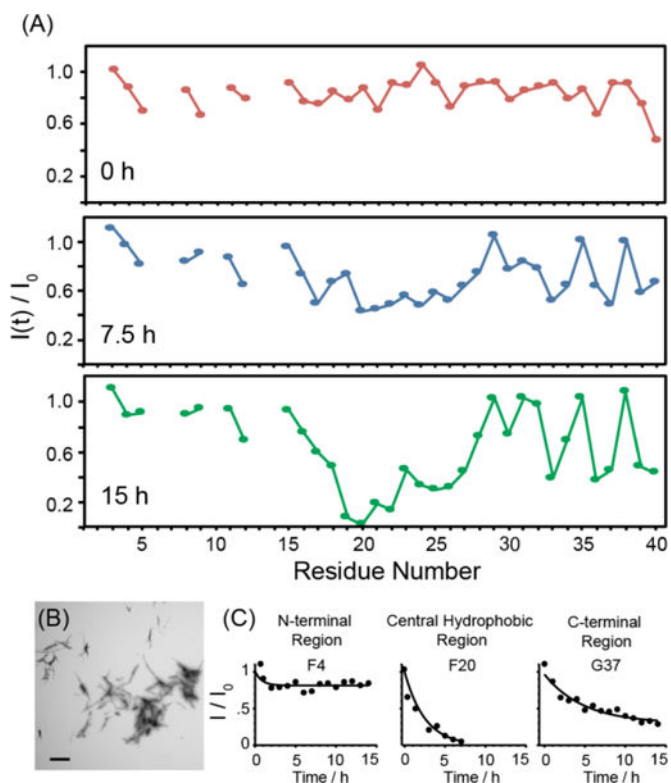 (A)
1.0
0.6
0.2
0 h
1.0
0.6
0.2
7.5 h
I(t) / I₀
1.0
0.6
0.2
15 h
5 10 15 20 25 30 35 40
Residue Number
(B)
(C)
N-terminal
Region
F4
Central Hydrophobic
Region
F20
C-terminal
Region
G37
I / I₀
1
.5
0
0 5 10 15
0 5 10 15
0 5 10 15
Time / h
Time / h
Time / h